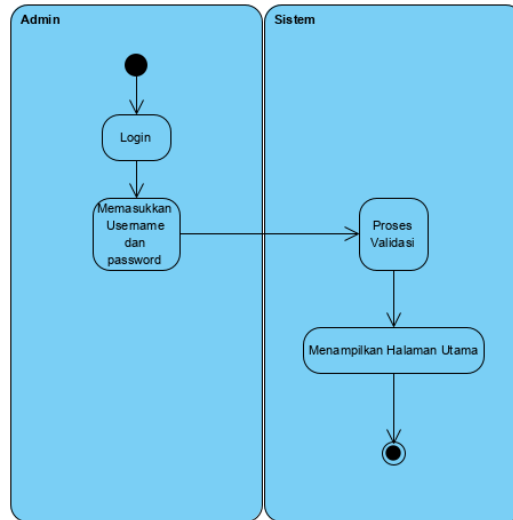 Admin
Sistem
Login
Memasukkan
Username
dan
password
Proses
Validasi
Menampilkan Halaman Utama